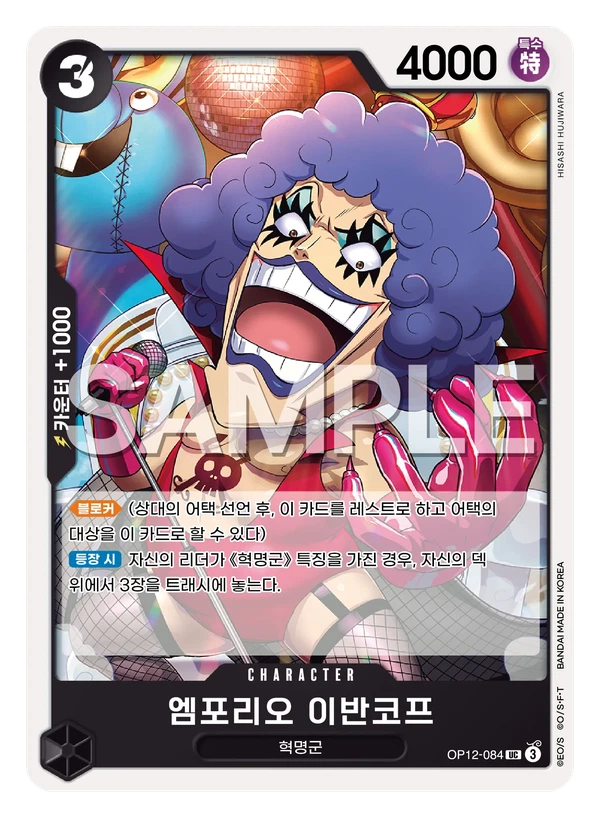 3
4000
특수
特
HISASHI HUJIWARA
카운터 +1000
SAMPLE
블로커 (상대의 어택 선언 후, 이 카드를 레스트로 하고 어택의
대상을 이 카드로 할 수 있다)
등장 시 자신의 리더가 《혁명군》 특징을 가진 경우, 자신의 덱
위에서 3장을 트래시에 놓는다.
CHARACTER
엠포리오 이반코프
혁명군
OP12-084 UC 3
©EO/S ©O/S·F·T BANDAI MADE IN KOREA